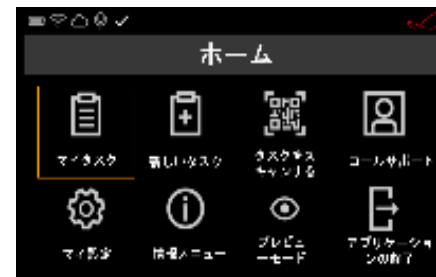 ホーム
マイタスク
新しいタスク
タスクをス
キャンする
コールサポート
マイ設定
情報メニュー
プレビュ
ーモード
アプリケーショ
ンの終了